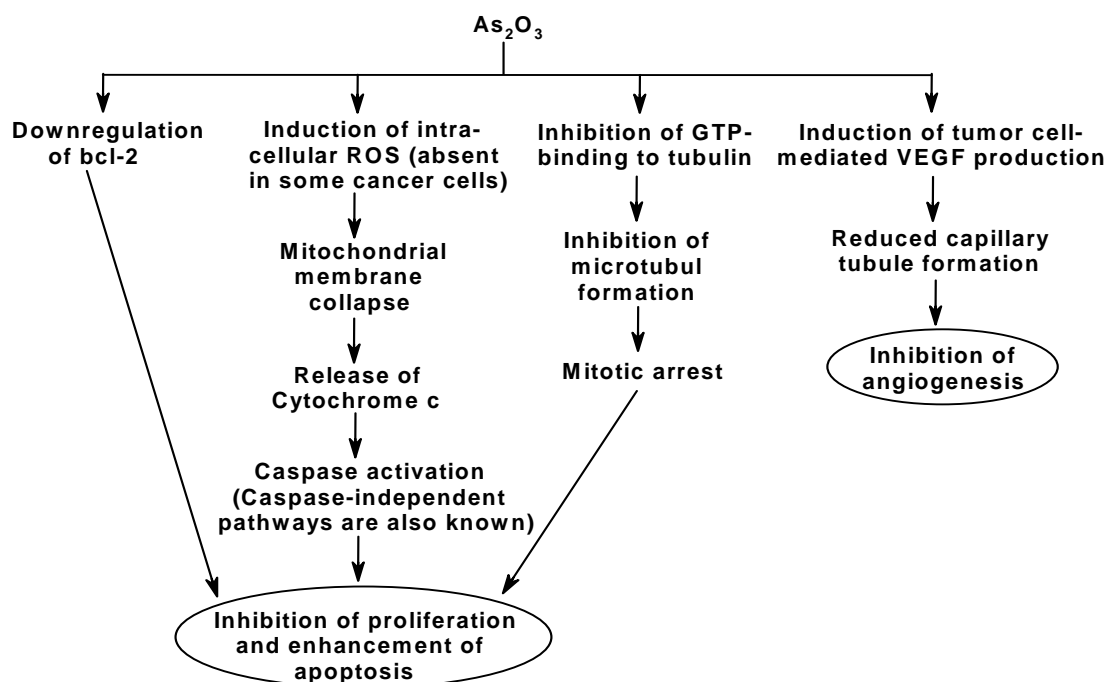 As₂O₃
Downregulation
of bcl-2
Induction of intra-
cellular ROS (absent
in some cancer cells)
Mitochondrial
membrane
collapse
Release of
Cytochrome c
Caspase activation
(Caspase-independent
pathways are also known)
Inhibition of GTP-
binding to tubulin
Inhibition of
microtubul
formation
Mitotic arrest
Inhibition of proliferation
and enhancement of
apoptosis
Induction of tumor cell-
mediated VEGF production
Reduced capillary
tubule formation
Inhibition of
angiogenesis